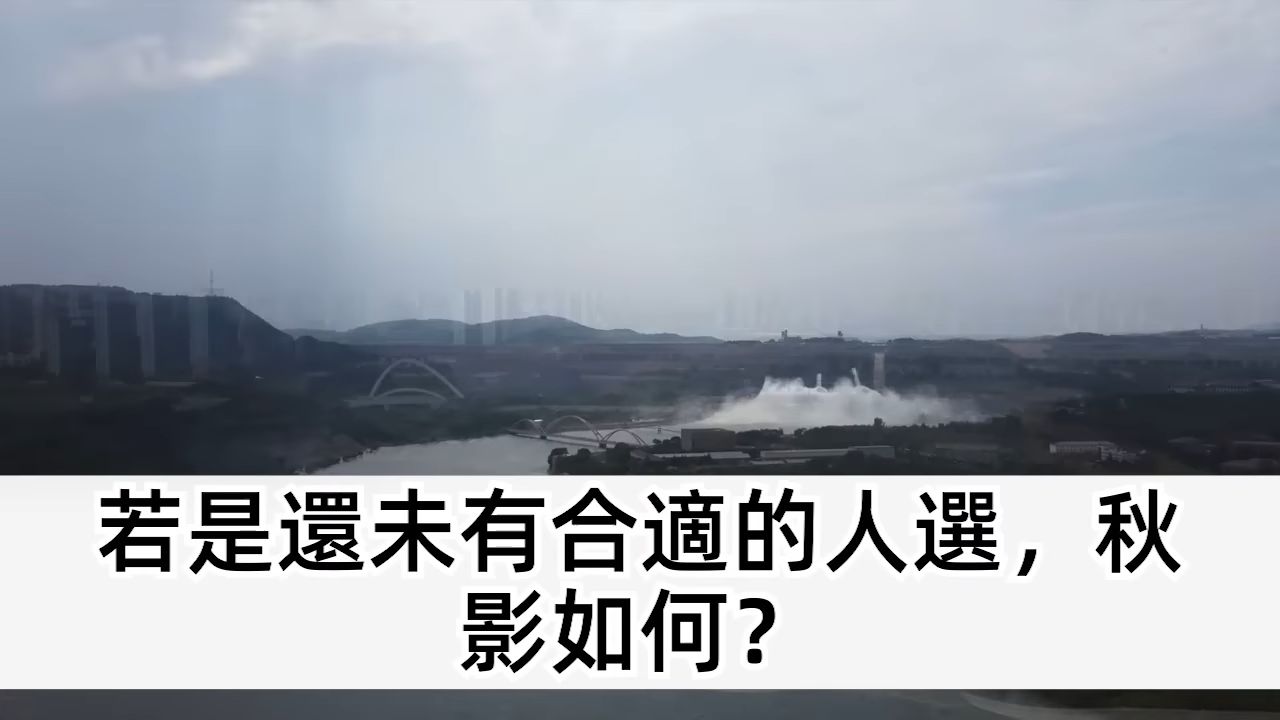 若是還未有合適的人選，秋
影如何？